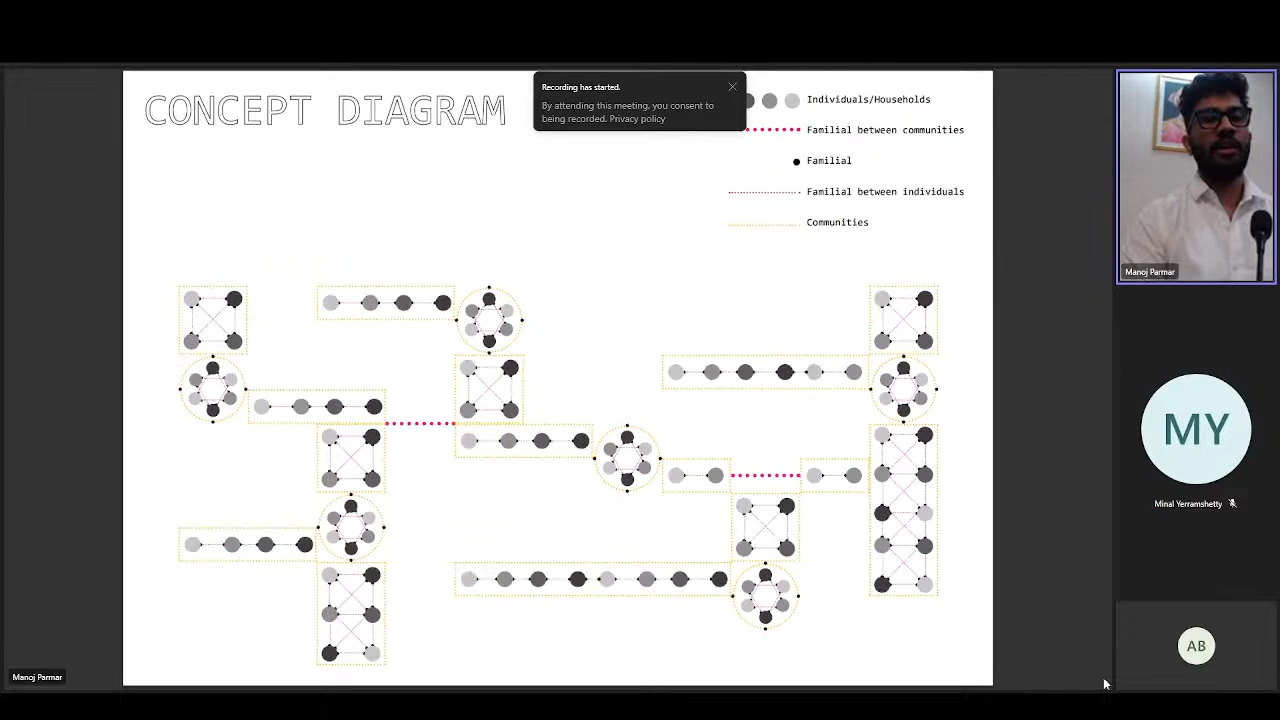 CONCEPT DIAGRAM
Recording has started.
By attending this meeting, you consent to
being recorded. Privacy policy
Individuals/Households
Familial between communities
Familial
Familial between individuals
Communities
Manoj Parmar
MY
Minal Yerramshetty
AB
Manoj Parmar